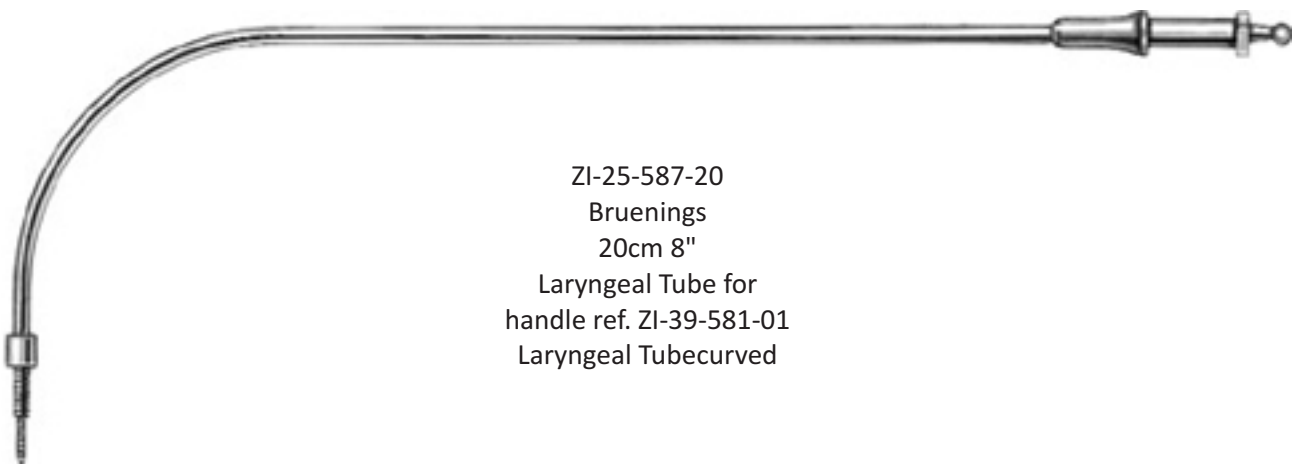 ZI-25-587-20
Bruenings
20cm 8"
Laryngeal Tube for
handle ref. ZI-39-581-01
Laryngeal Tubecurved